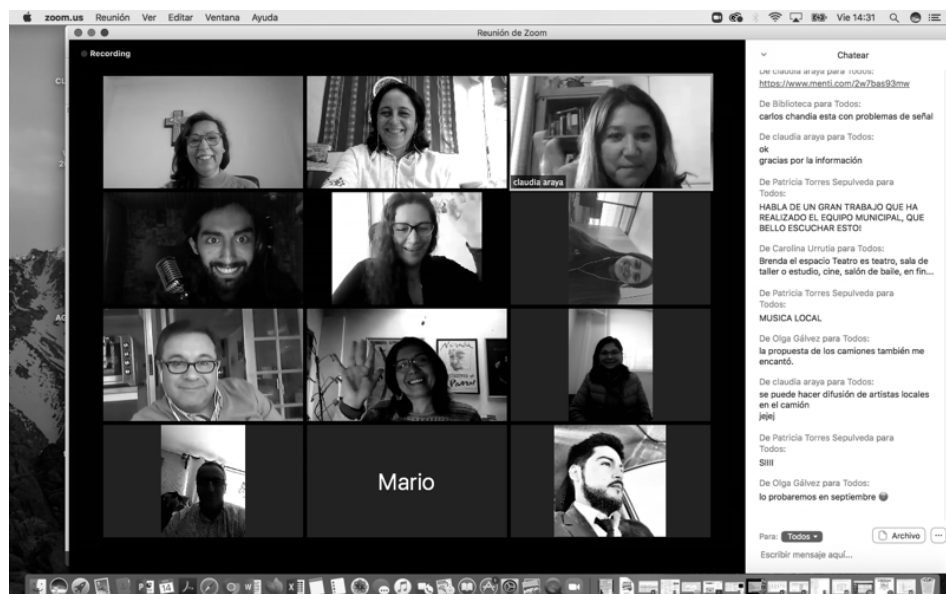 zoom.us Reunión Ver Editar Ventana Ayuda
Vie 14:31
Reunión de Zoom
Recording
claudia araya
Mario
Chatear
De claudia araya para Todos:
https://www.menti.com/2w7bas93mw
De Biblioteca para Todos:
carlos chandia esta con problemas de señal
De claudia araya para Todos:
ok
gracias por la información
De Patricia Torres Sepulveda para
Todos:
HABLA DE UN GRAN TRABAJO QUE HA
REALIZADO EL EQUIPO MUNICIPAL, QUE
BELLO ESCUCHAR ESTO!
De Carolina Urrutia para Todos:
Brenda el espacio Teatro es teatro, sala de
taller o estudio, cine, salón de baile, en fin...
De Patricia Torres Sepulveda para
Todos:
MUSICA LOCAL
De Olga Gálvez para Todos:
la propuesta de los camiones también me
encantó.
De claudia araya para Todos:
se puede hacer difusión de artistas locales
en el camión
jejej
De Patricia Torres Sepulveda para
Todos:
SIIII
De Olga Gálvez para Todos:
lo probaremos en septiembre
Para: Todos
Archivo
Escribir mensaje aquí...